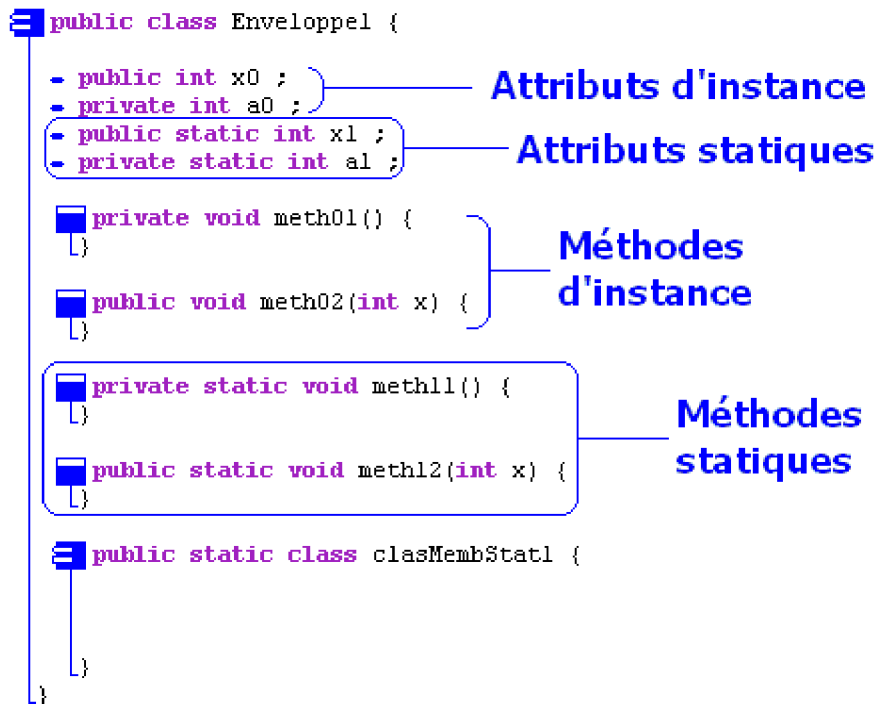 public class Enveloppe1 {
public int x0 ;
private int a0 ;
Attributs d'instance
public static int x1 ;
private static int a1 ;
Attributs statiques
private void meth01() {
}
public void meth02(int x) {
}
Méthodes
d'instance
private static void meth11() {
}
public static void meth12(int x) {
}
Méthodes
statiques
public static class clasMembStat1 {
}
}